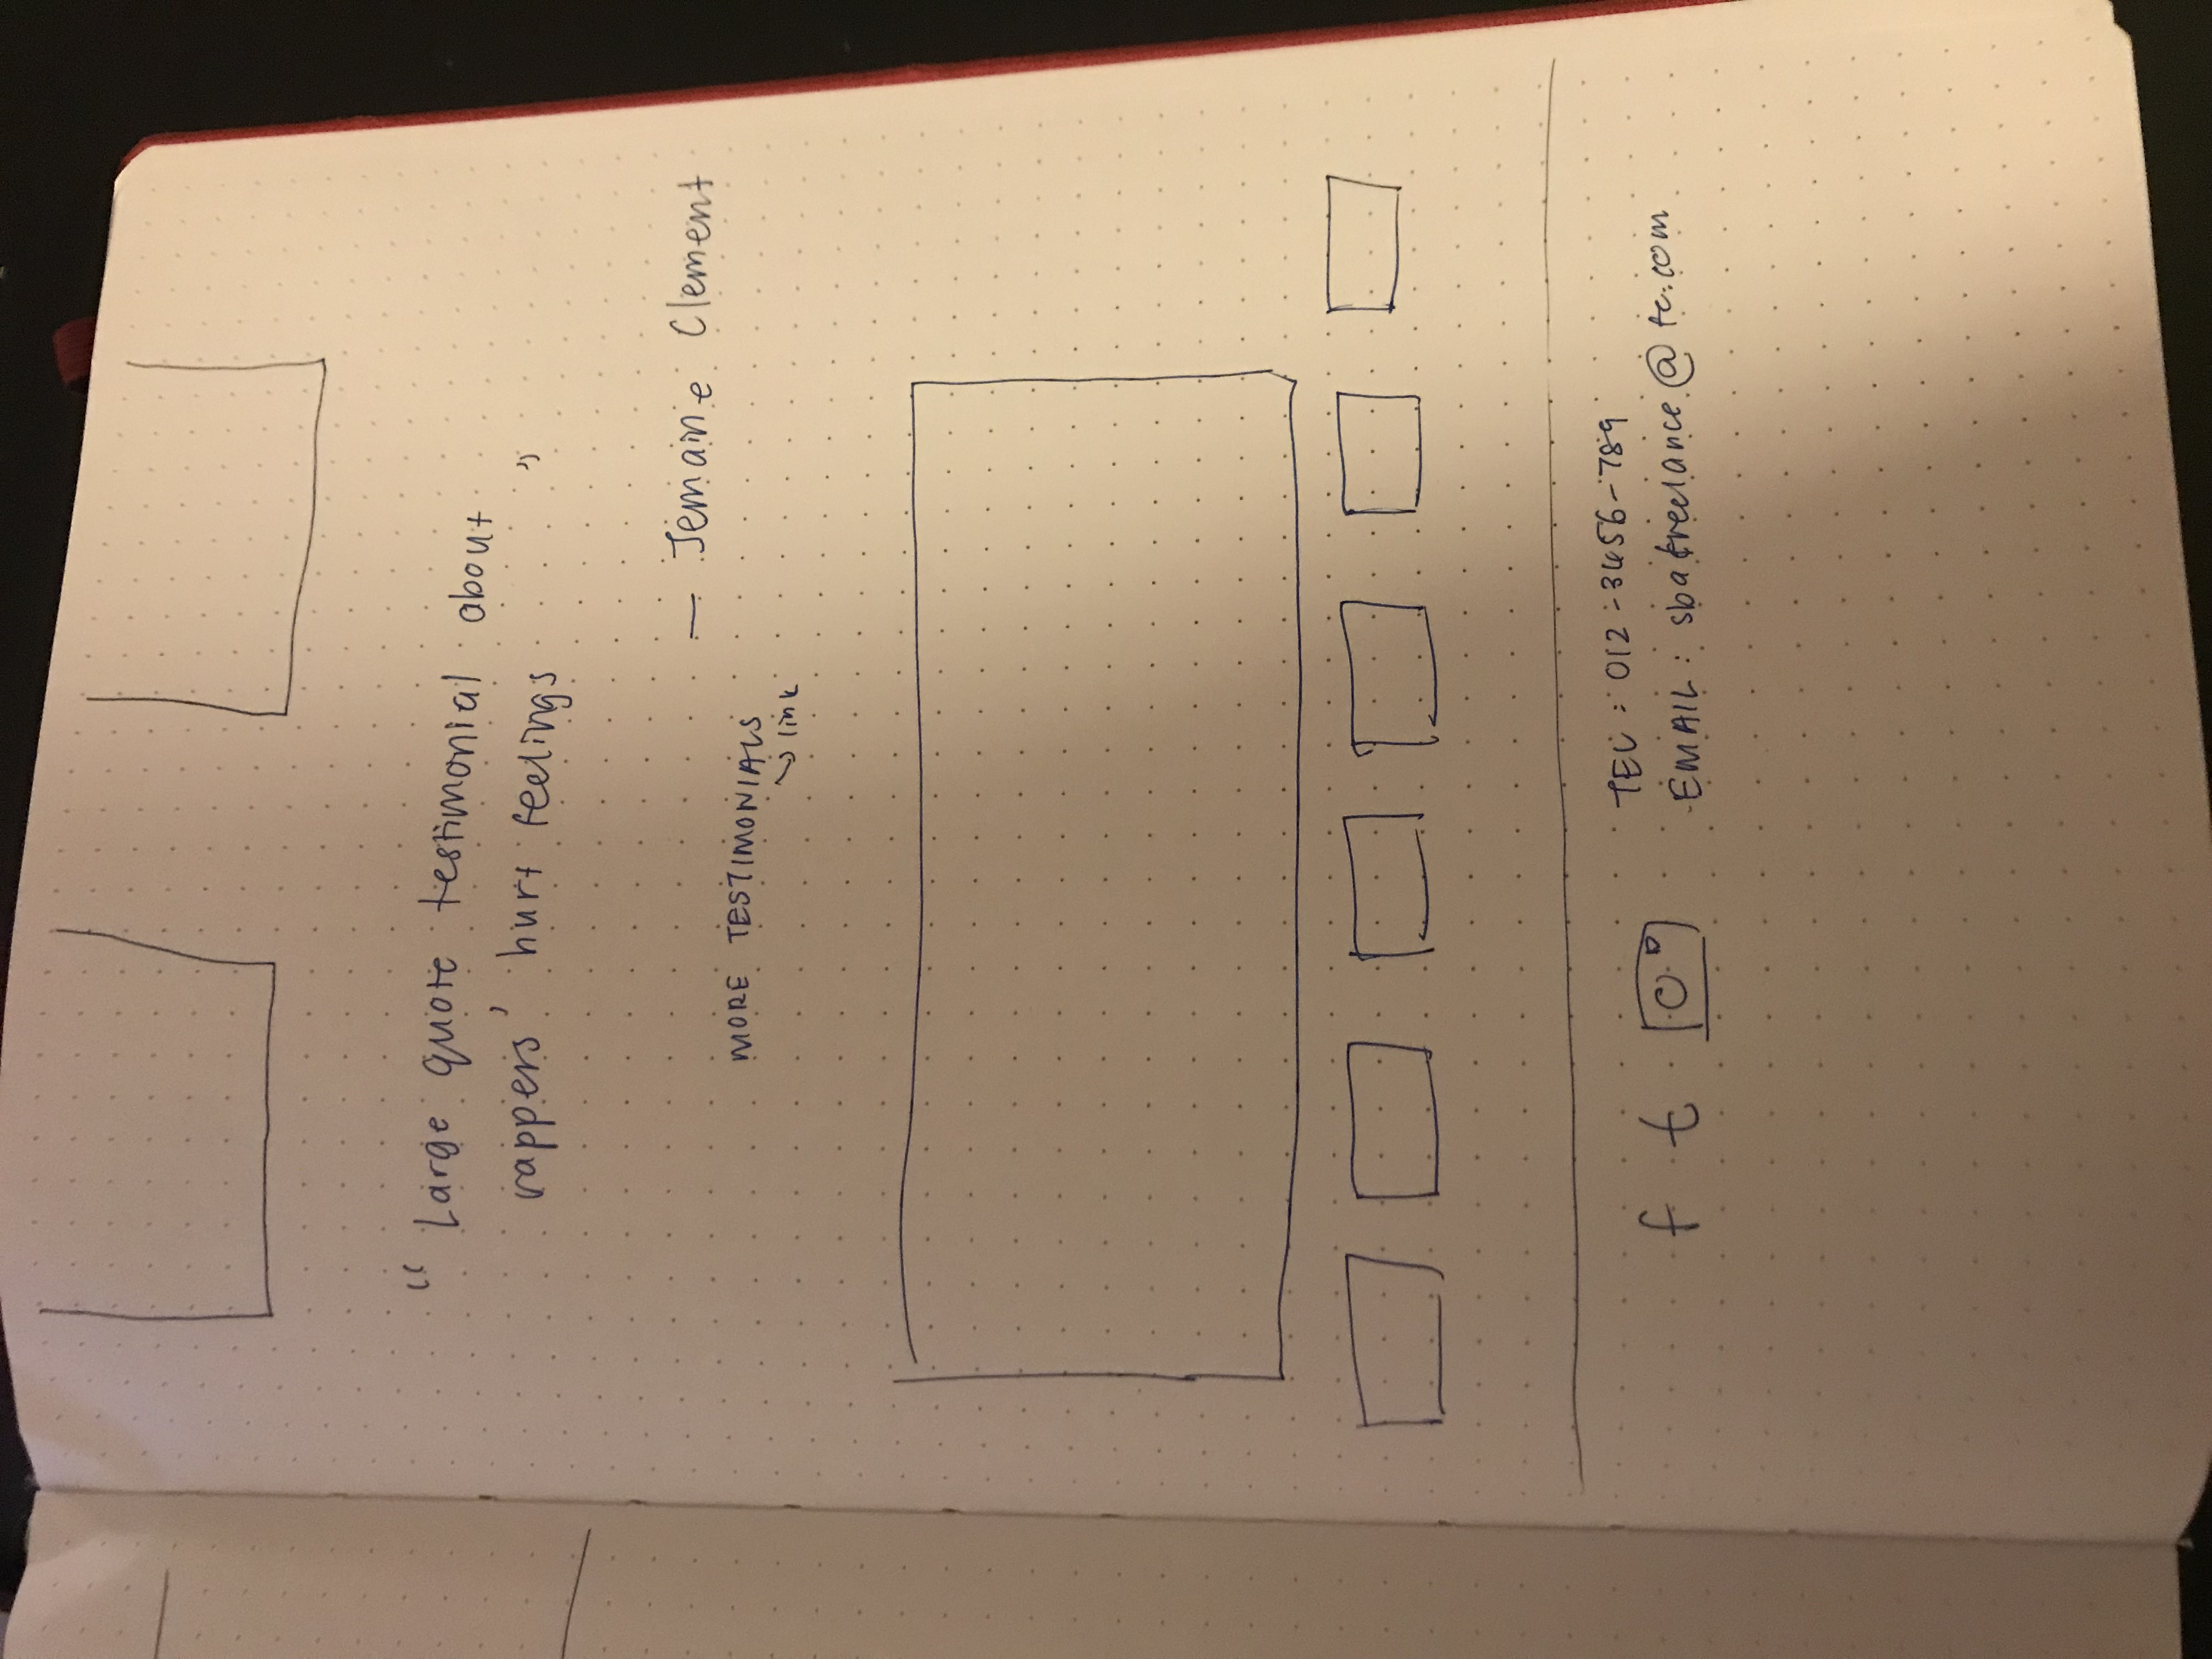 “ Large quote testimonial about
rappers' hurt feelings ”
— Jemaine Clement
MORE TESTIMONIALS
link
f t
TEL : 012-3456-789
EMAIL : sbafreelance@tc.com